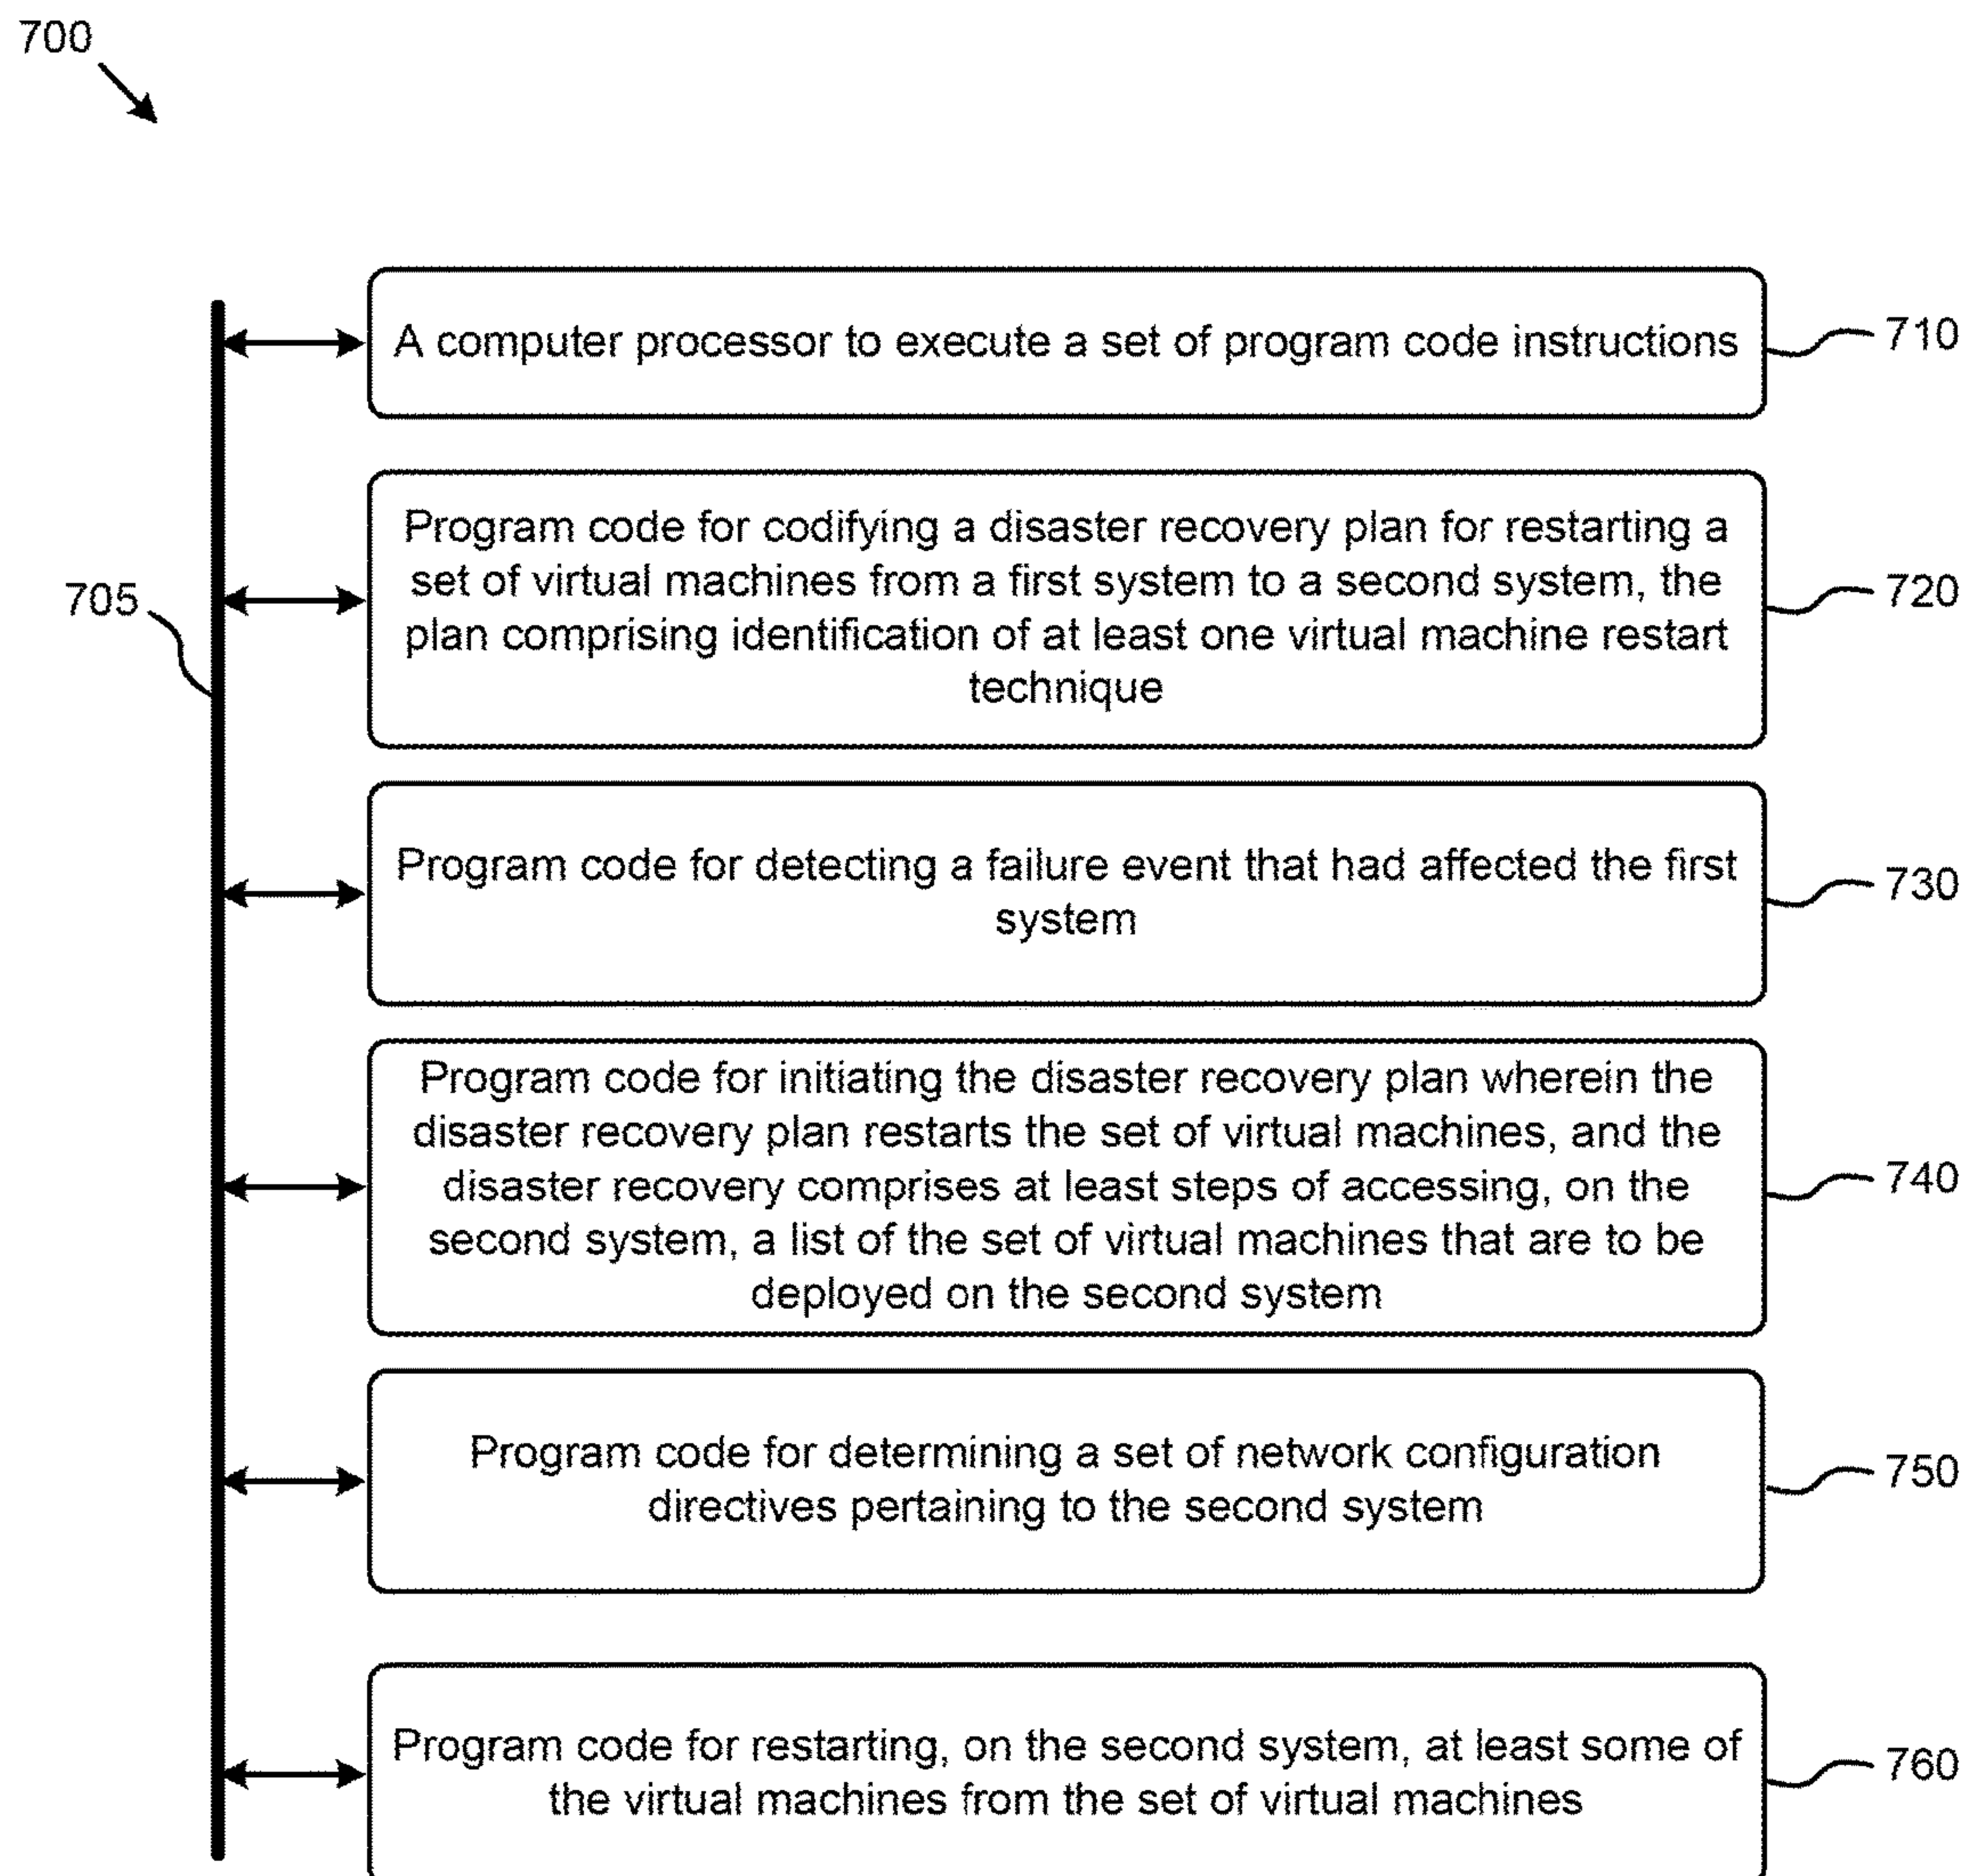 700
A computer processor to execute a set of program code instructions
710
Program code for codifying a disaster recovery plan for restarting a
set of virtual machines from a first system to a second system, the
plan comprising identification of at least one virtual machine restart
technique
720
705
Program code for detecting a failure event that had affected the first
system
730
Program code for initiating the disaster recovery plan wherein the
disaster recovery plan restarts the set of virtual machines, and the
disaster recovery comprises at least steps of accessing, on the
second system, a list of the set of virtual machines that are to be
deployed on the second system
740
Program code for determining a set of network configuration
directives pertaining to the second system
750
Program code for restarting, on the second system, at least some of
the virtual machines from the set of virtual machines
760